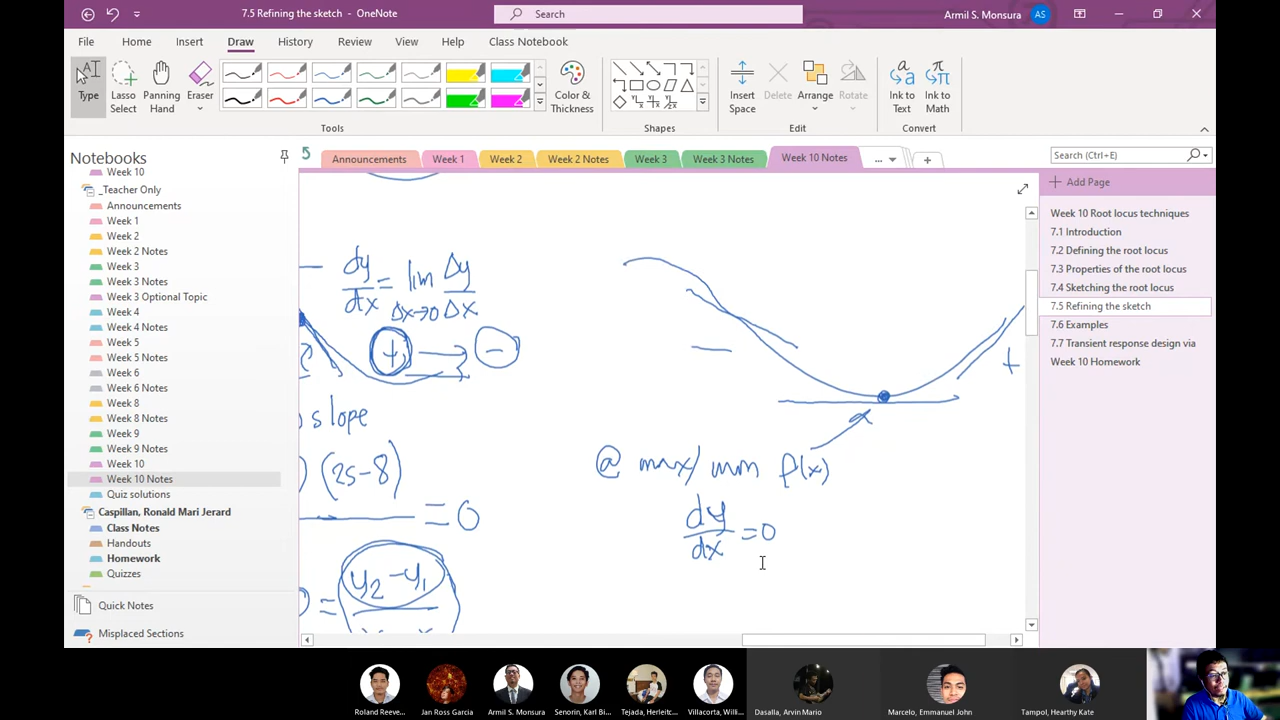 7.5 Refining the sketch - OneNote
Search
Armil S. Monsura
AS
File Home Insert Draw History Review View Help Class Notebook
Type
Lasso Select
Panning Hand
Eraser
Color & Thickness
Insert Space
Delete
Arrange
Rotate
Ink to Text
Ink to Math
Tools
Shapes
Edit
Convert
Notebooks
Announcements
Week 1
Week 2
Week 2 Notes
Week 3
Week 3 Notes
Week 10 Notes
...
Search (Ctrl+E)
Week 10
_Teacher Only
Announcements
Week 1
Week 2
Week 2 Notes
Week 3
Week 3 Notes
Week 3 Optional Topic
Week 4
Week 4 Notes
Week 5
Week 5 Notes
Week 6
Week 6 Notes
Week 8
Week 8 Notes
Week 9
Week 9 Notes
Week 10
Week 10 Notes
Quiz solutions
Caspillan, Ronald Mari Jerard
Class Notes
Handouts
Homework
Quizzes
Quick Notes
Misplaced Sections
dy/dx = lim Δx→0 Δy/Δx
+ → -
slope
(2s-8)
= 0
= y2 - y1
- +
@ max/min f(x)
dy/dx = 0
Add Page
Week 10 Root locus techniques
7.1 Introduction
7.2 Defining the root locus
7.3 Properties of the root locus
7.4 Sketching the root locus
7.5 Refining the sketch
7.6 Examples
7.7 Transient response design via
Week 10 Homework
Roland Reeve...
Jan Ross Garcia
Armil S. Monsura
Senorin, Karl Bi...
Tejada, Herleitc...
Villacorta, Willi...
Dasalla, Arvin Mario
Marcelo, Emmanuel John
Tampol, Hearthy Kate